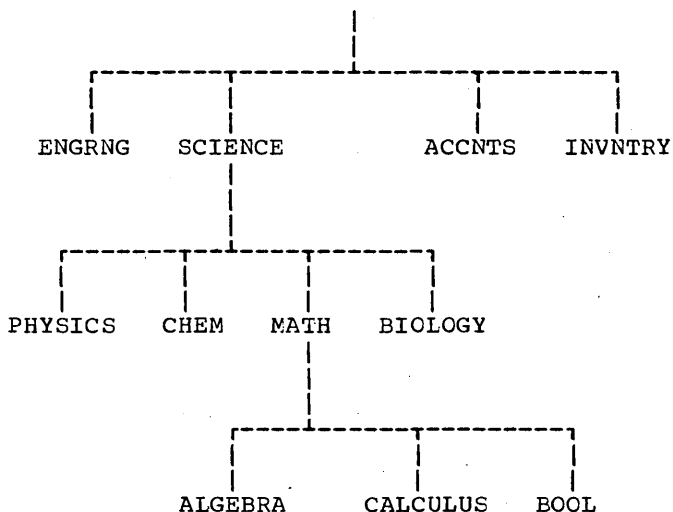 ENGRNG SCIENCE ACCNTS INVNTRY
PHYSICS CHEM MATH BIOLOGY
ALGEBRA CALCULUS BOOL